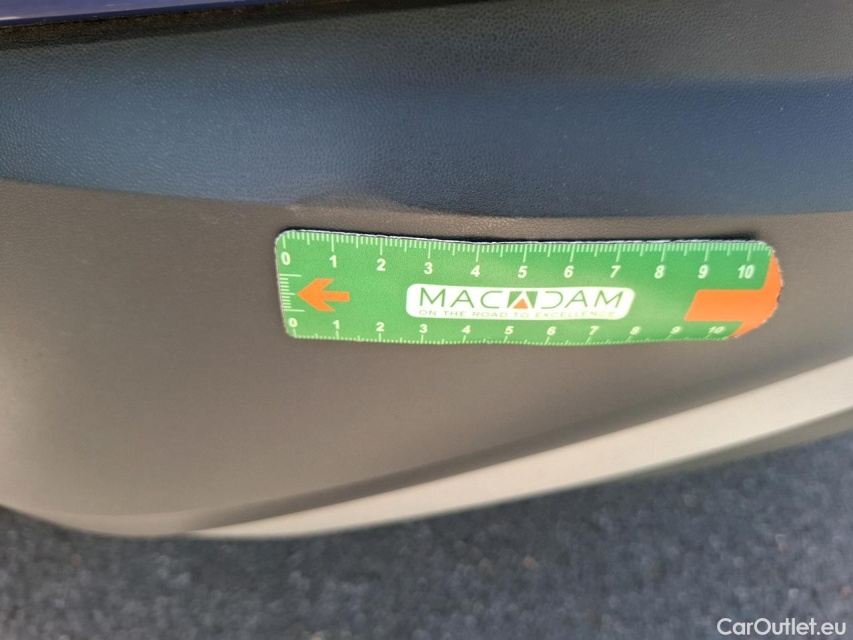 0 1 2 3 4 5 6 7 8 9 10
MACADAM
ON THE ROAD TO EXCELLENCE
0 1 2 3 4 5 6 7 8 9 10
CarOutlet.eu